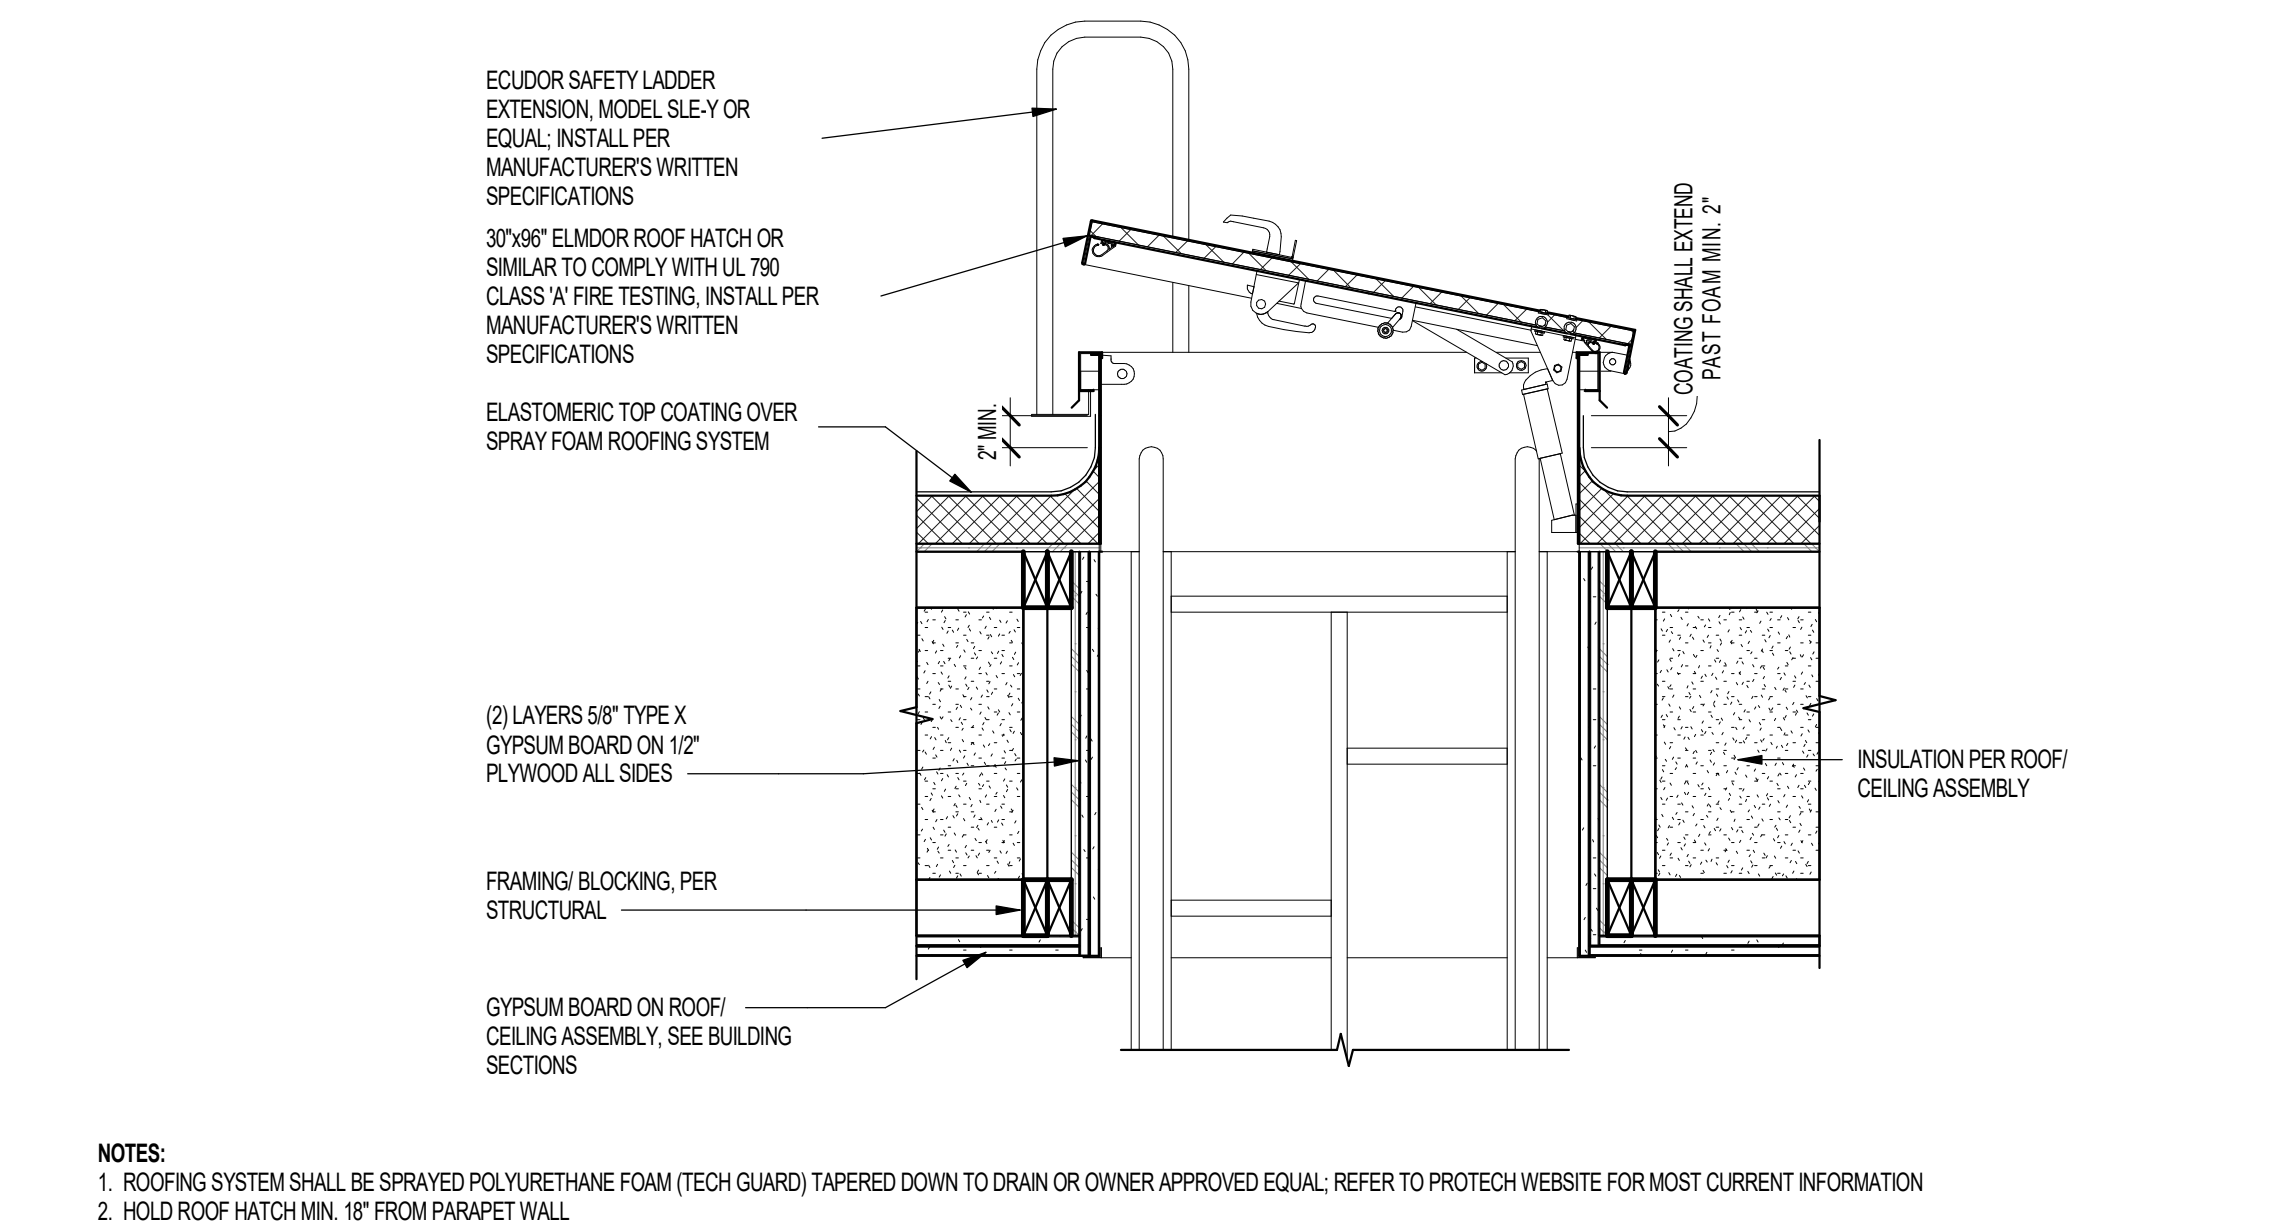 ECUDOR SAFETY LADDER
EXTENSION, MODEL SLE-Y OR
EQUAL; INSTALL PER
MANUFACTURER'S WRITTEN
SPECIFICATIONS
30"x96" ELMDOR ROOF HATCH OR
SIMILAR TO COMPLY WITH UL 790
CLASS 'A' FIRE TESTING, INSTALL PER
MANUFACTURER'S WRITTEN
SPECIFICATIONS
ELASTOMERIC TOP COATING OVER
SPRAY FOAM ROOFING SYSTEM
2" MIN.
COATING SHALL EXTEND
PAST FOAM MIN. 2"
(2) LAYERS 5/8" TYPE X
GYPSUM BOARD ON 1/2"
PLYWOOD ALL SIDES
INSULATION PER ROOF/
CEILING ASSEMBLY
FRAMING/ BLOCKING, PER
STRUCTURAL
GYPSUM BOARD ON ROOF/
CEILING ASSEMBLY, SEE BUILDING
SECTIONS
NOTES:
1. ROOFING SYSTEM SHALL BE SPRAYED POLYURETHANE FOAM (TECH GUARD) TAPERED DOWN TO DRAIN OR OWNER APPROVED EQUAL; REFER TO PROTECH WEBSITE FOR MOST CURRENT INFORMATION
2. HOLD ROOF HATCH MIN. 18" FROM PARAPET WALL